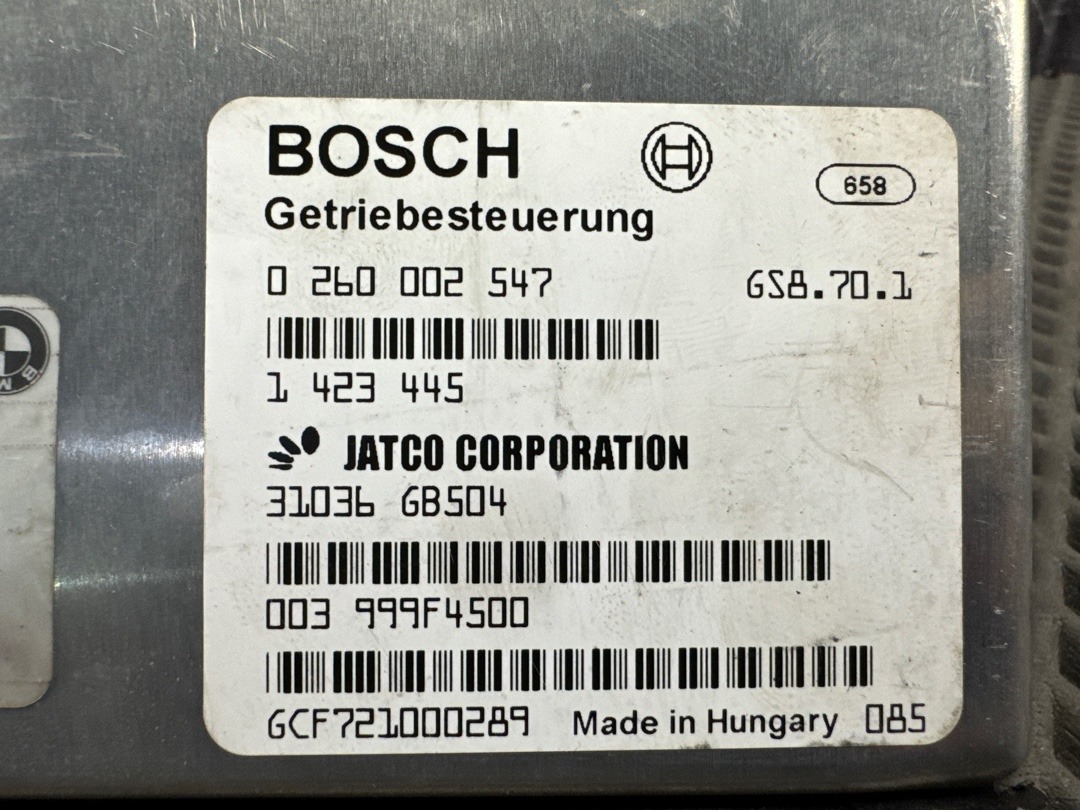 BOSCH
658
Getriebesteuerung
0 260 002 547 GS8.70.1
1 423 445
JATCO CORPORATION
31036 GB504
003 999F4500
GCF721000289 Made in Hungary 085